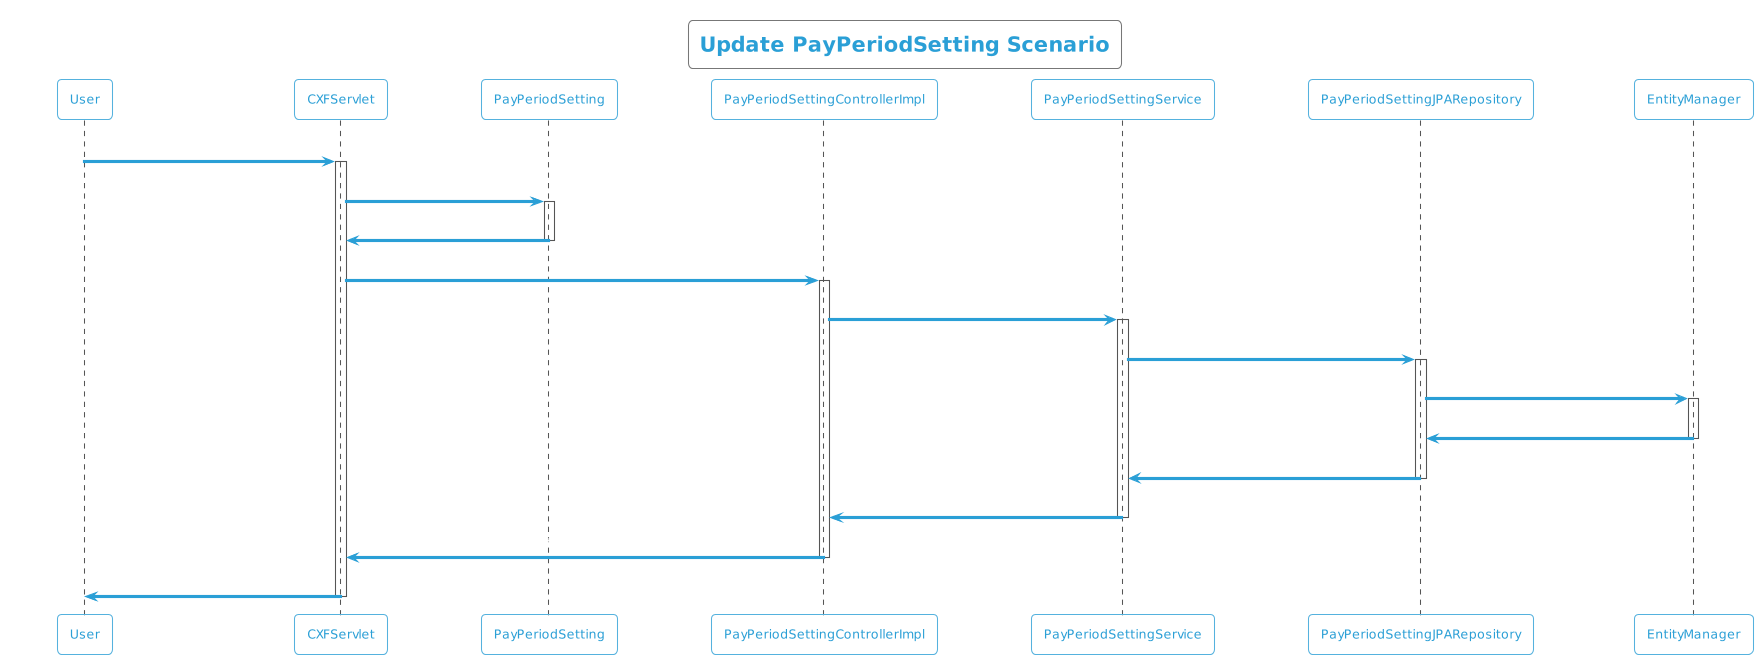 Update PayPeriodSetting Scenario
User
CXFServlet
PayPeriodSetting
PayPeriodSettingControllerImpl
PayPeriodSettingService
PayPeriodSettingJPARepository
EntityManager
User
CXFServlet
PayPeriodSetting
PayPeriodSettingControllerImpl
PayPeriodSettingService
PayPeriodSettingJPARepository
EntityManager